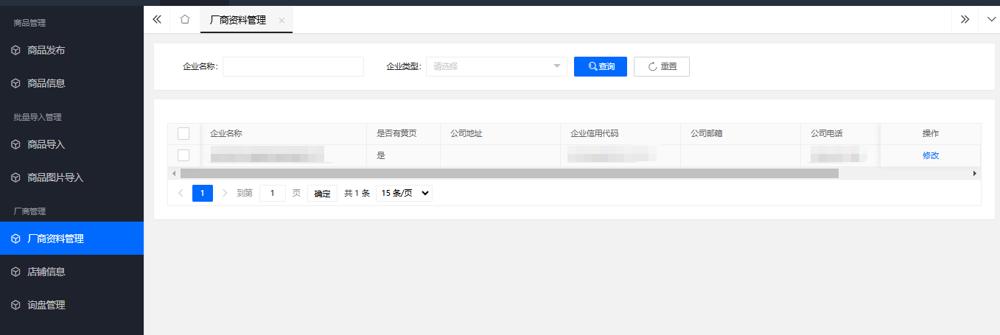 商品管理
商品发布
商品信息
批量导入管理
商品导入
商品图片导入
厂商管理
厂商资料管理
店铺信息
询盘管理
厂商资料管理
企业名称： 企业类型： 请选择 查询 重置
企业名称 是否有黄页 公司地址 企业信用代码 公司邮箱 公司电话 操作
是 修改
1 到第 1 页 确定 共 1 条 15 条/页